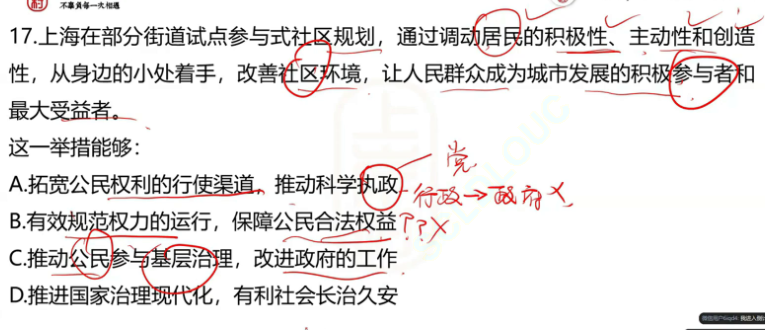 不靠肩每一次相遇
17.上海在部分街道试点参与式社区规划，通过调动居民的积极性、主动性和创造
性，从身边的小处着手，改善社区环境，让人民群众成为城市发展的积极参与者和
最大受益者。
这一举措能够：
党
A.拓宽公民权利的行使渠道，推动科学执政
行政→政府X
B.有效规范权力的运行，保障公民合法权益 ??X
C.推动公民参与基层治理，改进政府的工作
D.推进国家治理现代化，有利社会长治久安